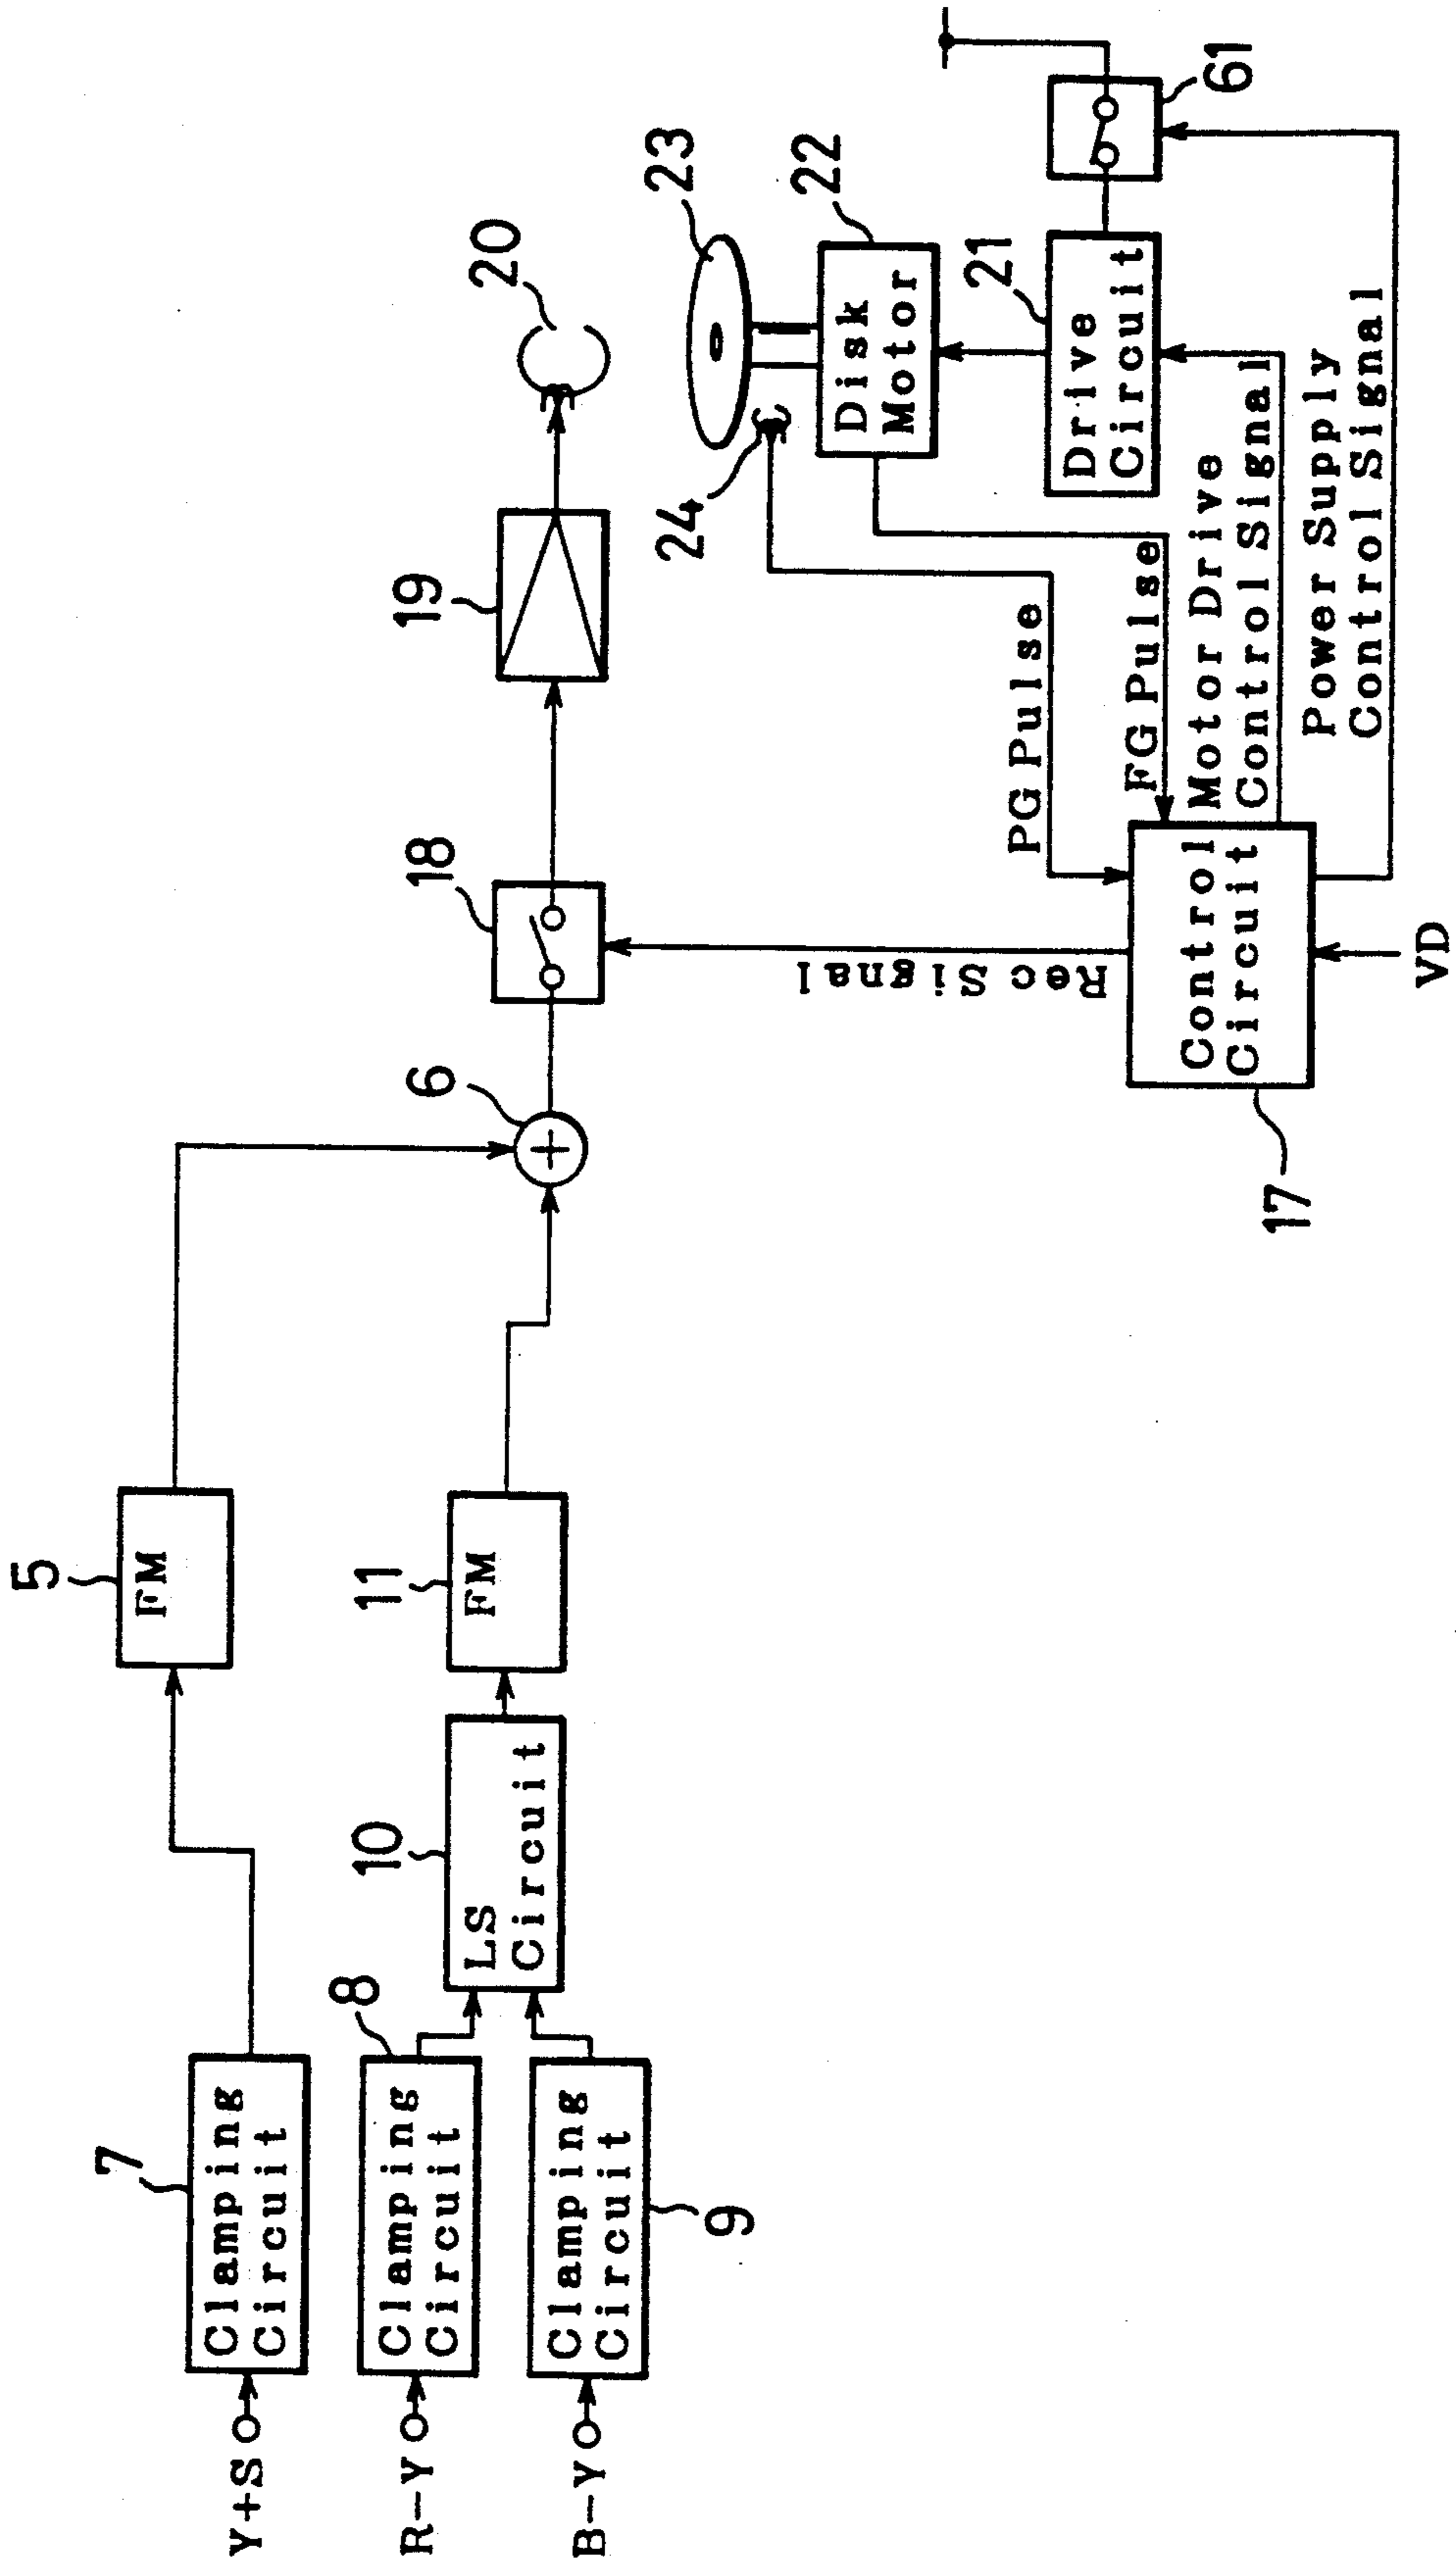 5
FM
7
Clamping
Circuit
Y+S
8
Clamping
Circuit
R-Y
9
Clamping
Circuit
B-Y
10
LS
Circuit
11
FM
6
18
19
20
Rec Signal
23
24
22
Disk
Motor
21
Drive
Circuit
61
PG Pulse
FG Pulse
Motor Drive
Control Signal
Power Supply
Control Signal
Control
Circuit
17
VD